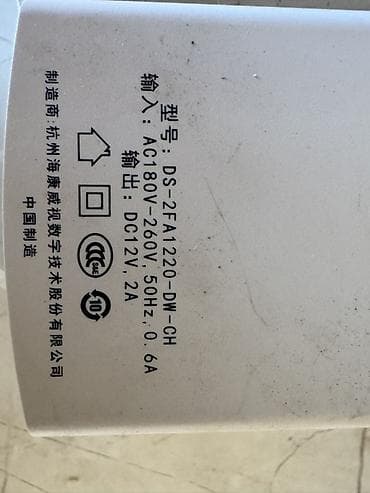 型号: DS-2FA1220-DW-CH
输入: AC180V-260V, 50Hz, 0.6A
输出: DC12V, 2A
CCC S&E 10
制造商: 杭州海康威视数字技术股份有限公司
中国制造